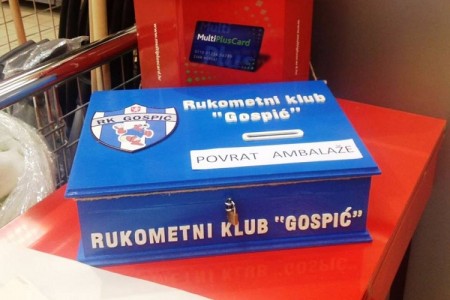 MultiPlusCard
RK GOSPIĆ
Rukometni klub
"Gospić"
POVRAT AMBALAŽE
RUKOMETNI KLUB "GOSPIĆ"